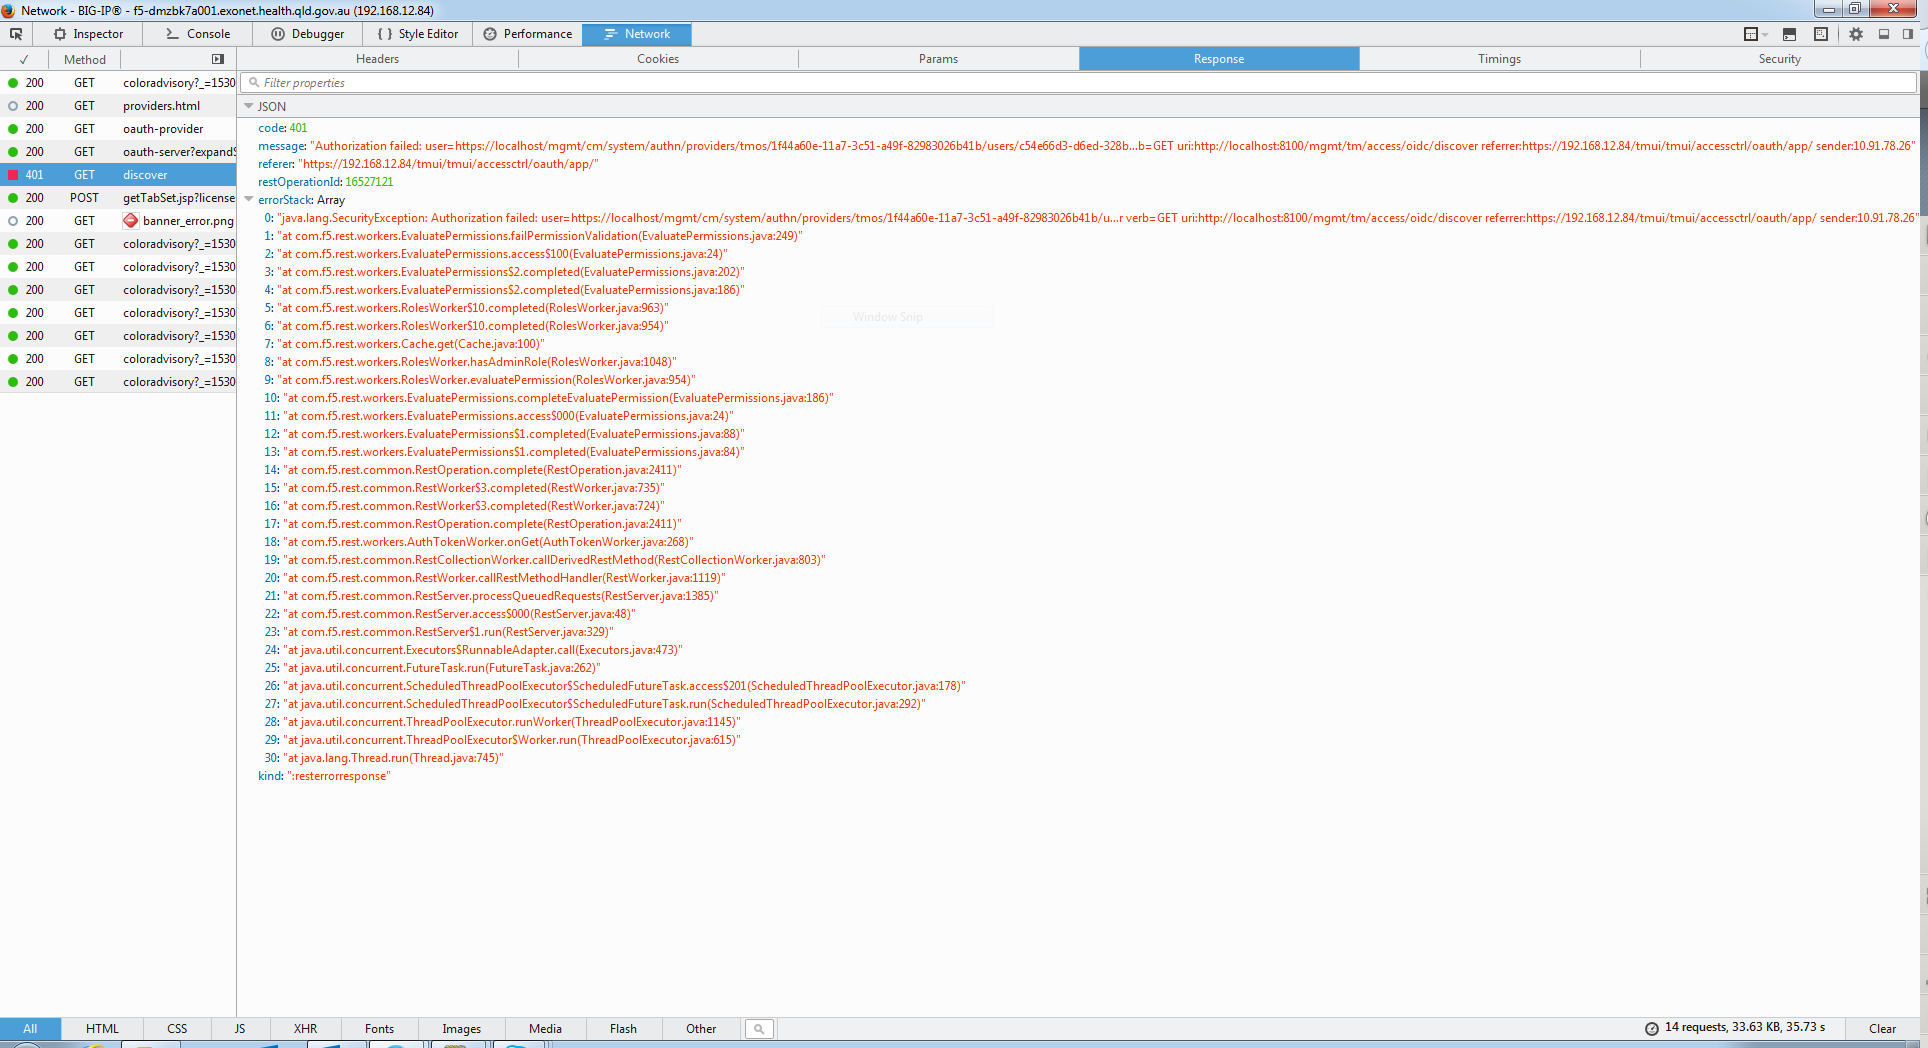 Network - BIG-IP® - f5-dmzbk7a001.exonet.health.qld.gov.au (192.168.12.84)
Inspector Console Debugger { } Style Editor Performance Network
✓ Method Headers Cookies Params Response Timings Security
200 GET coloradvisory?_=1530
200 GET providers.html
200 GET oauth-provider
200 GET oauth-server?expandS
401 GET discover
200 POST getTabSet.jsp?license
200 GET banner_error.png
200 GET coloradvisory?_=1530
200 GET coloradvisory?_=1530
200 GET coloradvisory?_=1530
200 GET coloradvisory?_=1530
200 GET coloradvisory?_=1530
200 GET coloradvisory?_=1530
200 GET coloradvisory?_=1530
Filter properties
JSON
code: 401
message: "Authorization failed: user=https://localhost/mgmt/cm/system/authn/providers/tmos/1f44a60e-11a7-3c51-a49f-82983026b41b/users/c54e66d3-d6ed-328b...b=GET uri:http://localhost:8100/mgmt/tm/access/oidc/discover referrer:https://192.168.12.84/tmui/tmui/accessctrl/oauth/app/ sender:10.91.78.26"
referer: "https://192.168.12.84/tmui/tmui/accessctrl/oauth/app/"
restOperationId: 16527121
errorStack: Array
0: "java.lang.SecurityException: Authorization failed: user=https://localhost/mgmt/cm/system/authn/providers/tmos/1f44a60e-11a7-3c51-a49f-82983026b41b/u...r verb=GET uri:http://localhost:8100/mgmt/tm/access/oidc/discover referrer:https://192.168.12.84/tmui/tmui/accessctrl/oauth/app/ sender:10.91.78.26"
1: "at com.f5.rest.workers.EvaluatePermissions.failPermissionValidation(EvaluatePermissions.java:249)"
2: "at com.f5.rest.workers.EvaluatePermissions.access$100(EvaluatePermissions.java:24)"
3: "at com.f5.rest.workers.EvaluatePermissions$2.completed(EvaluatePermissions.java:202)"
4: "at com.f5.rest.workers.EvaluatePermissions$2.completed(EvaluatePermissions.java:186)"
5: "at com.f5.rest.workers.RolesWorker$10.completed(RolesWorker.java:963)"
6: "at com.f5.rest.workers.RolesWorker$10.completed(RolesWorker.java:954)"
Window Snip
7: "at com.f5.rest.workers.Cache.get(Cache.java:100)"
8: "at com.f5.rest.workers.RolesWorker.hasAdminRole(RolesWorker.java:1048)"
9: "at com.f5.rest.workers.RolesWorker.evaluatePermission(RolesWorker.java:954)"
10: "at com.f5.rest.workers.EvaluatePermissions.completeEvaluatePermission(EvaluatePermissions.java:186)"
11: "at com.f5.rest.workers.EvaluatePermissions.access$000(EvaluatePermissions.java:24)"
12: "at com.f5.rest.workers.EvaluatePermissions$1.completed(EvaluatePermissions.java:88)"
13: "at com.f5.rest.workers.EvaluatePermissions$1.completed(EvaluatePermissions.java:84)"
14: "at com.f5.rest.common.RestOperation.complete(RestOperation.java:2411)"
15: "at com.f5.rest.common.RestWorker$3.completed(RestWorker.java:735)"
16: "at com.f5.rest.common.RestWorker$3.completed(RestWorker.java:724)"
17: "at com.f5.rest.common.RestOperation.complete(RestOperation.java:2411)"
18: "at com.f5.rest.workers.AuthTokenWorker.onGet(AuthTokenWorker.java:268)"
19: "at com.f5.rest.common.RestCollectionWorker.callDerivedRestMethod(RestCollectionWorker.java:803)"
20: "at com.f5.rest.common.RestWorker.callRestMethodHandler(RestWorker.java:1119)"
21: "at com.f5.rest.common.RestServer.processQueuedRequests(RestServer.java:1385)"
22: "at com.f5.rest.common.RestServer.access$000(RestServer.java:48)"
23: "at com.f5.rest.common.RestServer$1.run(RestServer.java:329)"
24: "at java.util.concurrent.Executors$RunnableAdapter.call(Executors.java:473)"
25: "at java.util.concurrent.FutureTask.run(FutureTask.java:262)"
26: "at java.util.concurrent.ScheduledThreadPoolExecutor$ScheduledFutureTask.access$201(ScheduledThreadPoolExecutor.java:178)"
27: "at java.util.concurrent.ScheduledThreadPoolExecutor$ScheduledFutureTask.run(ScheduledThreadPoolExecutor.java:292)"
28: "at java.util.concurrent.ThreadPoolExecutor.runWorker(ThreadPoolExecutor.java:1145)"
29: "at java.util.concurrent.ThreadPoolExecutor$Worker.run(ThreadPoolExecutor.java:615)"
30: "at java.lang.Thread.run(Thread.java:745)"
kind: ":resterrorresponse"
All HTML CSS JS XHR Fonts Images Media Flash Other 14 requests, 33.63 KB, 35.73 s Clear